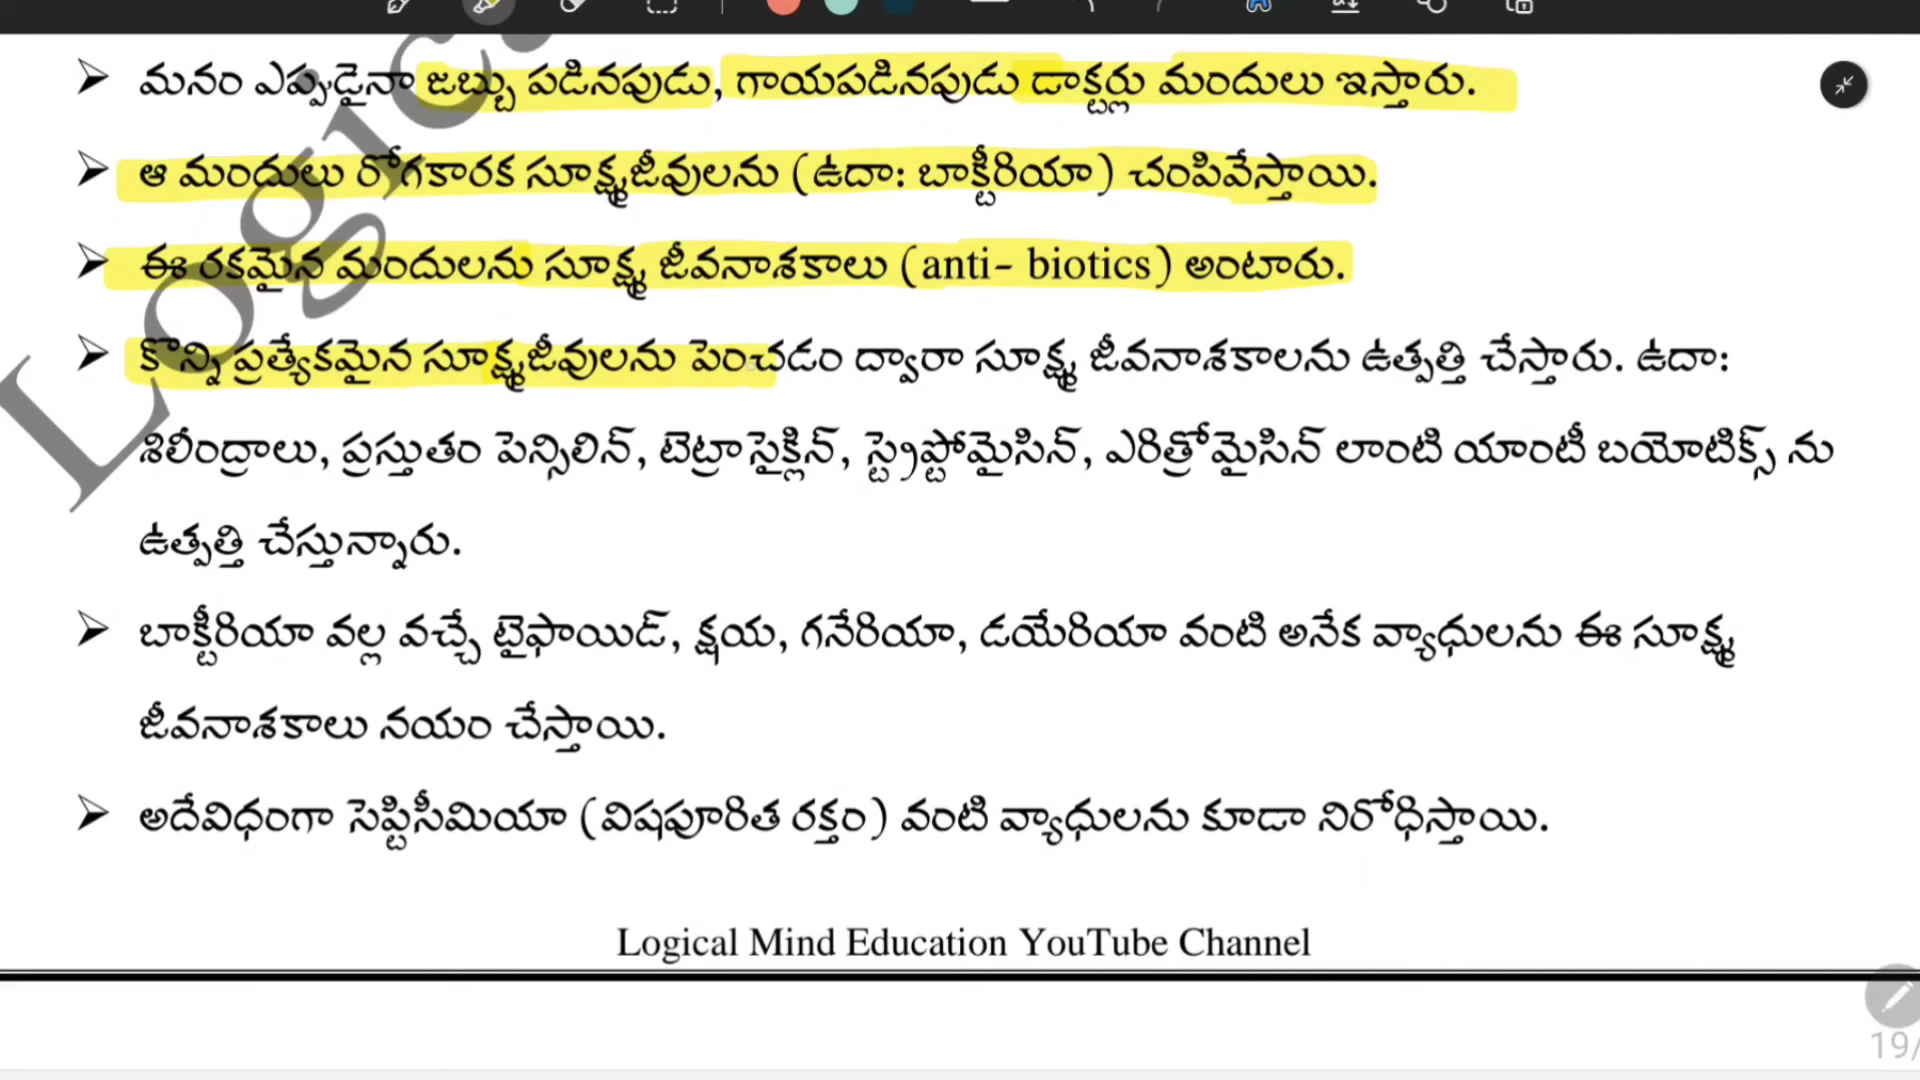 మనం ఎప్పుడైనా జబ్బు పడినపుడు, గాయపడినపుడు డాక్టర్లు మందులు ఇస్తారు.
ఆ మందులు రోగకారక సూక్ష్మజీవులను (ఉదా: బాక్టీరియా) చంపివేస్తాయి.
ఈ రకమైన మందులను సూక్ష్మ జీవనాశకాలు (anti- biotics) అంటారు.
కొన్ని ప్రత్యేకమైన సూక్ష్మజీవులను పెంచడం ద్వారా సూక్ష్మ జీవనాశకాలను ఉత్పత్తి చేస్తారు. ఉదా:
శిలీంద్రాలు, ప్రస్తుతం పెన్సిలిన్, టెట్రాసైక్లిన్, స్ట్రెప్టోమైసిన్, ఎరిత్రోమైసిన్ లాంటి యాంటీ బయోటిక్స్ ను
ఉత్పత్తి చేస్తున్నారు.
బాక్టీరియా వల్ల వచ్చే టైఫాయిడ్, క్షయ, గనేరియా, డయేరియా వంటి అనేక వ్యాధులను ఈ సూక్ష్మ
జీవనాశకాలు నయం చేస్తాయి.
అదేవిధంగా సెప్టిసీమియా (విషపూరిత రక్తం) వంటి వ్యాధులను కూడా నిరోధిస్తాయి.
Logical Mind Education YouTube Channel
19/